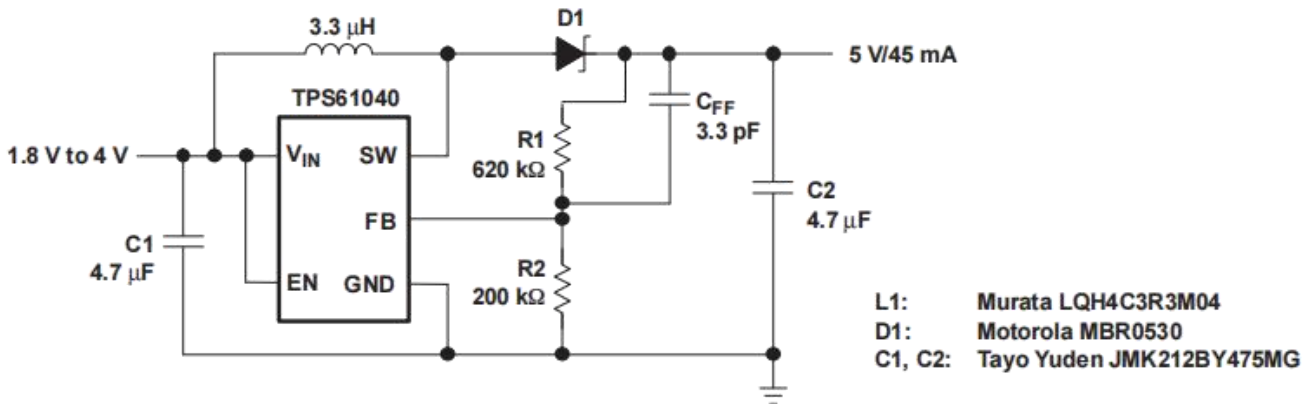 3.3 μH
D1
5 V/45 mA
TPS61040
C_FF
3.3 pF
1.8 V to 4 V
V_IN
SW
R1
620 kΩ
C2
4.7 μF
FB
C1
4.7 μF
EN
GND
R2
200 kΩ
L1: Murata LQH4C3R3M04
D1: Motorola MBR0530
C1, C2: Tayo Yuden JMK212BY475MG